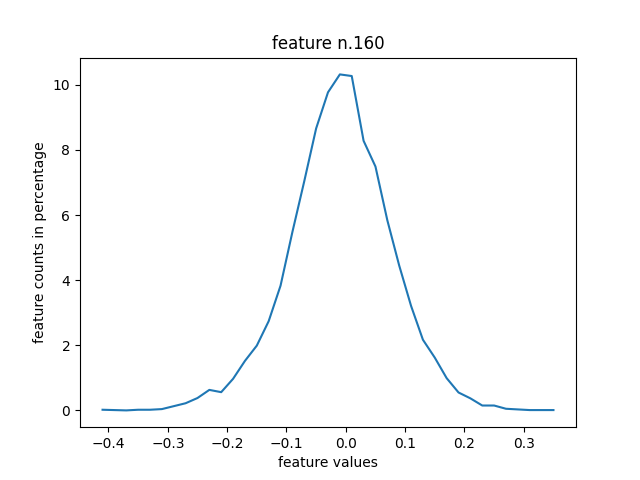 feature n.160
feature counts in percentage
10
8
6
4
2
0
−0.4 −0.3 −0.2 −0.1 0.0 0.1 0.2 0.3
feature values